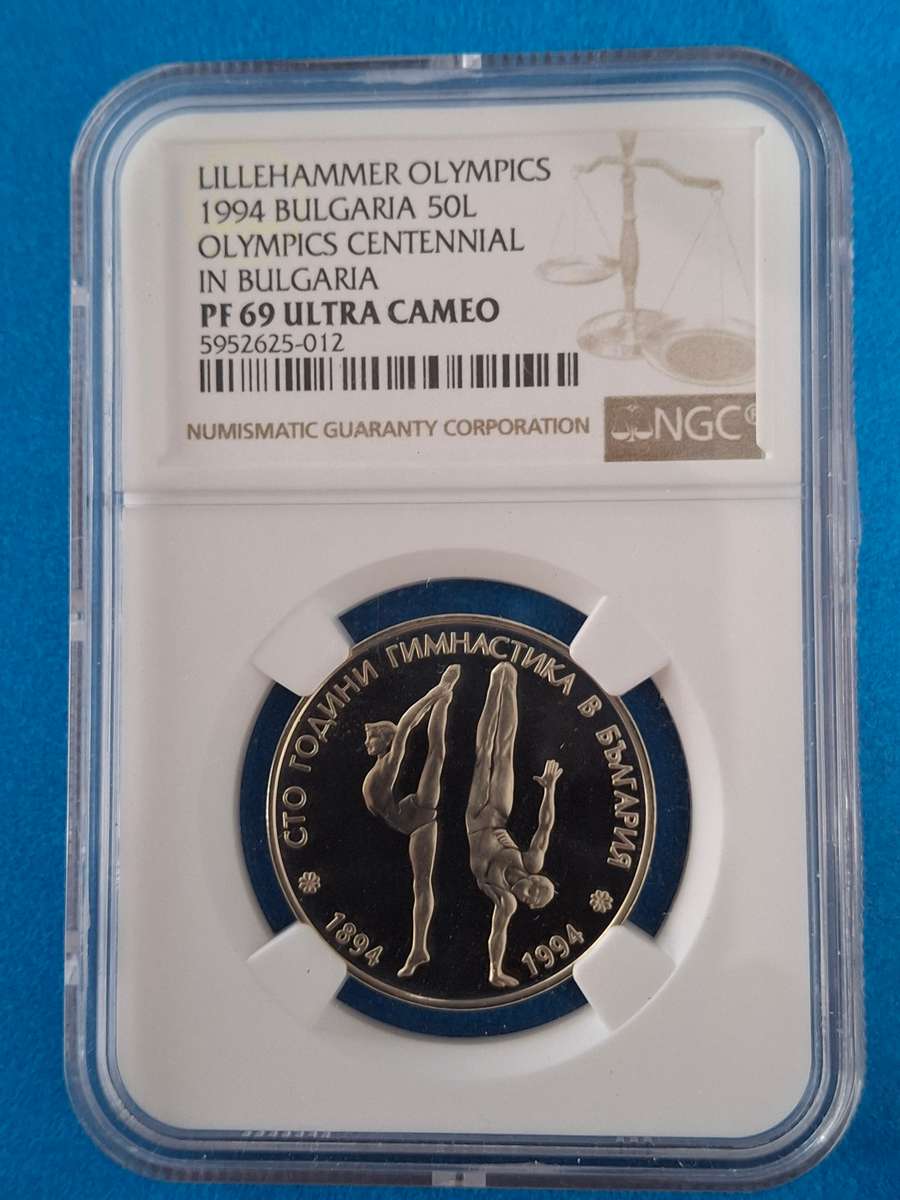 LILLEHAMMER OLYMPICS
1994 BULGARIA 50L
OLYMPICS CENTENNIAL
IN BULGARIA
PF 69 ULTRA CAMEO
5952625-012
NUMISMATIC GUARANTY CORPORATION
NGC®
СТО ГОДИНИ ГИМНАСТИКА В БЪЛГАРИЯ
1894 1994